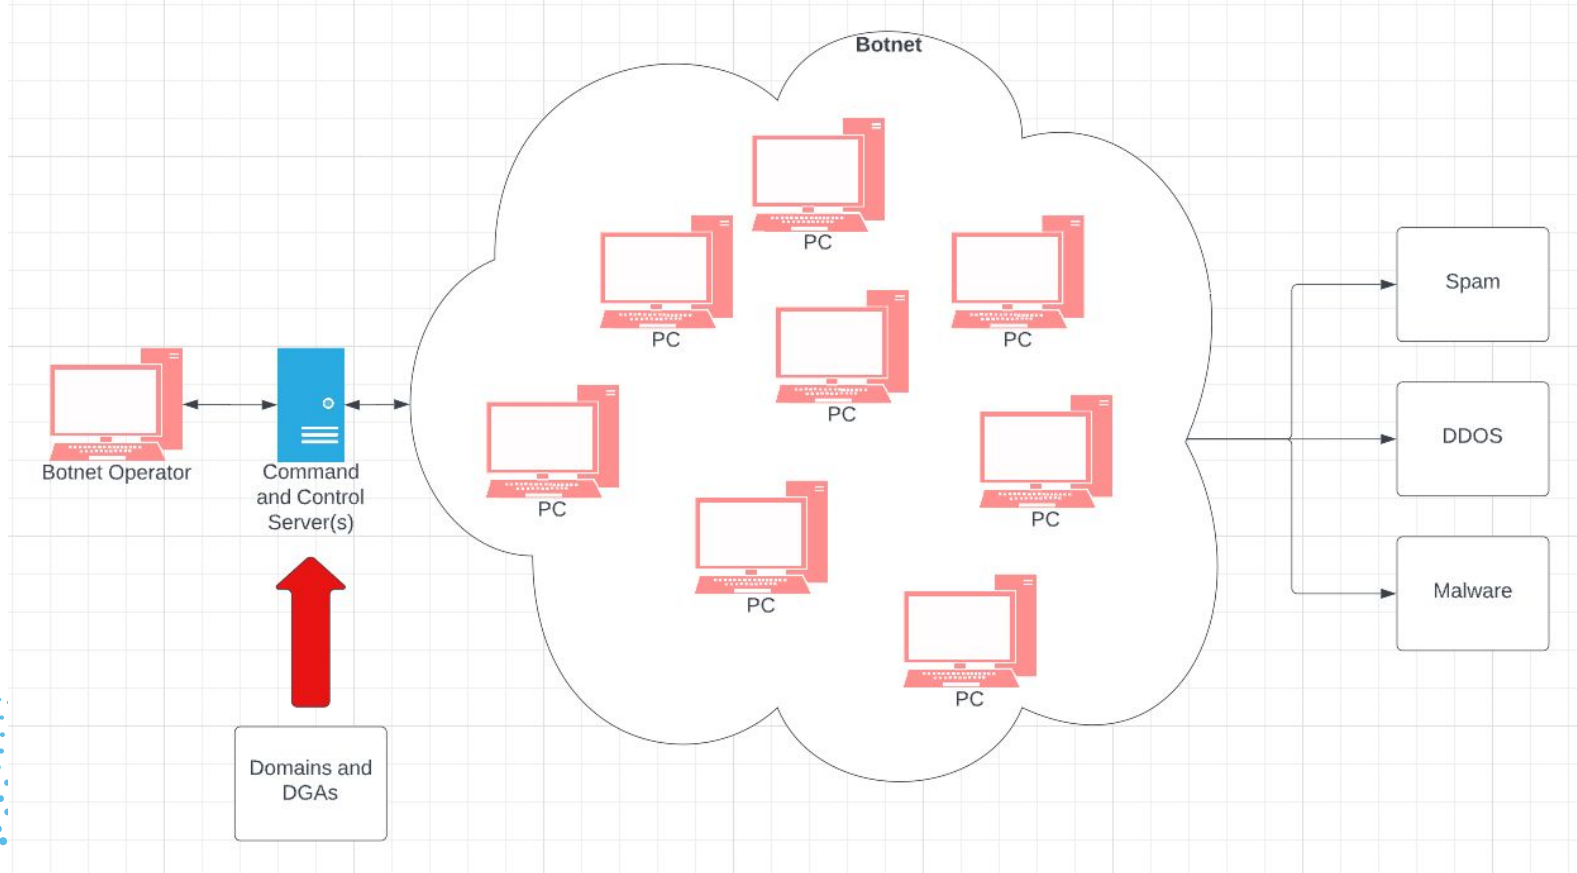 Botnet
PC
PC
PC
PC
PC
PC
PC
PC
Botnet Operator
Command
and Control
Server(s)
Domains and
DGAs
Spam
DDOS
Malware